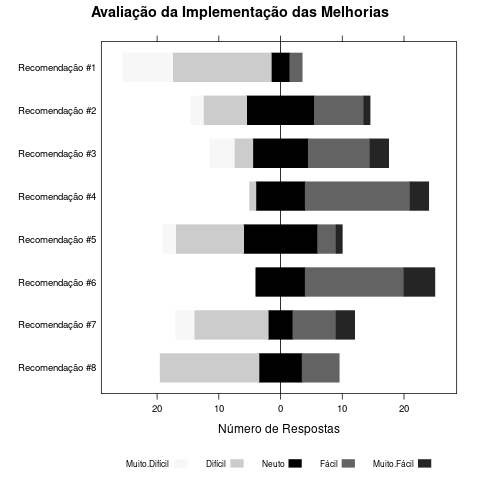 Avaliação da Implementação das Melhorias
Recomendação #1
Recomendação #2
Recomendação #3
Recomendação #4
Recomendação #5
Recomendação #6
Recomendação #7
Recomendação #8
20 10 0 10 20
Número de Respostas
Muito.Difícil Difícil Neuto Fácil Muito.Fácil